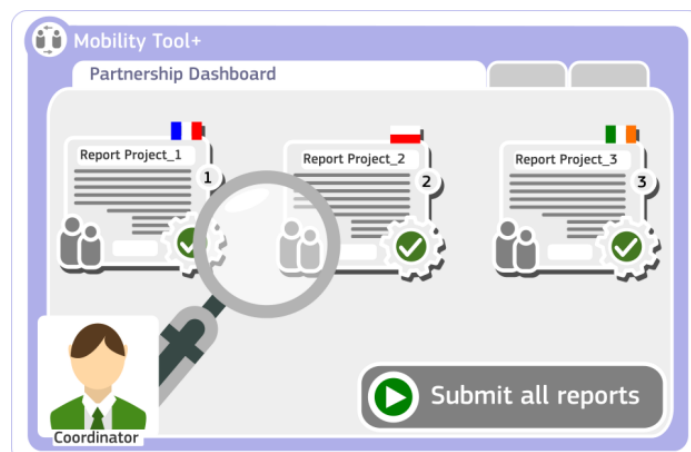 Mobility Tool+
Partnership Dashboard
Report Project_1
1
Report Project_2
2
Report Project_3
3
Submit all reports
Coordinator